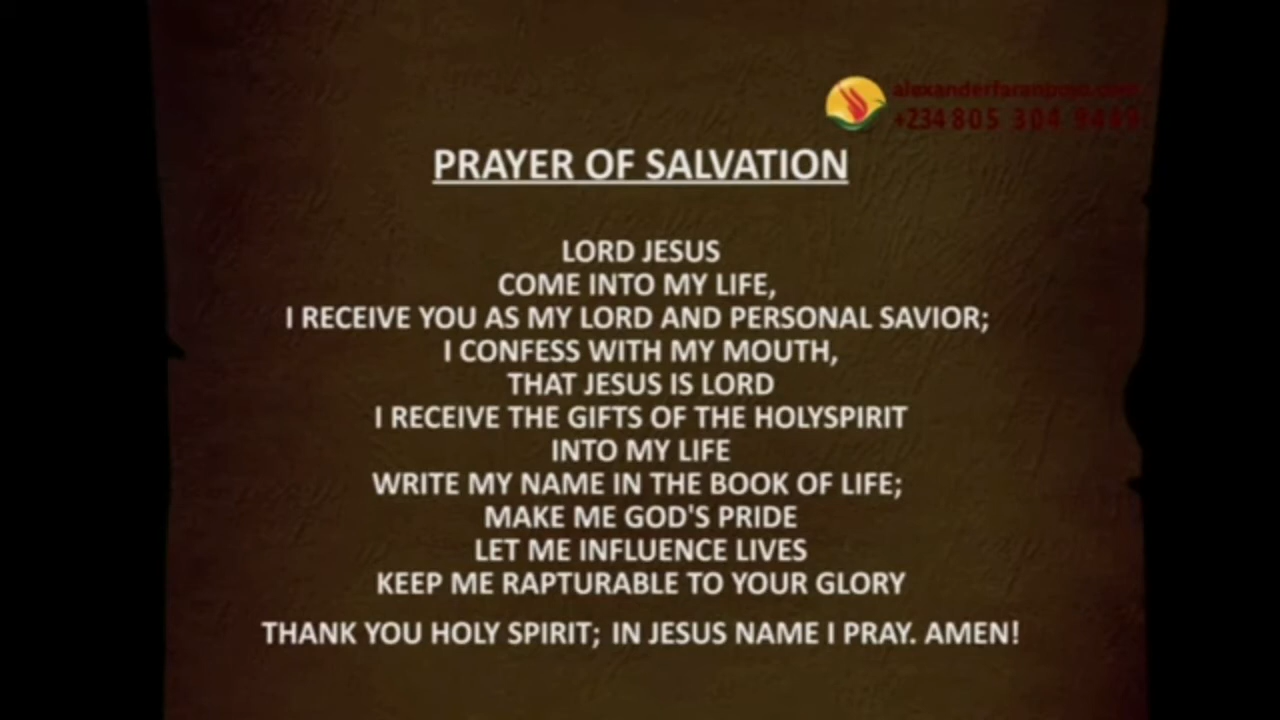 +234 805 304
PRAYER OF SALVATION
LORD JESUS
COME INTO MY LIFE,
I RECEIVE YOU AS MY LORD AND PERSONAL SAVIOR;
I CONFESS WITH MY MOUTH,
THAT JESUS IS LORD
I RECEIVE THE GIFTS OF THE HOLYSPIRIT
INTO MY LIFE
WRITE MY NAME IN THE BOOK OF LIFE;
MAKE ME GOD'S PRIDE
LET ME INFLUENCE LIVES
KEEP ME RAPTURABLE TO YOUR GLORY
THANK YOU HOLY SPIRIT; IN JESUS NAME I PRAY. AMEN!